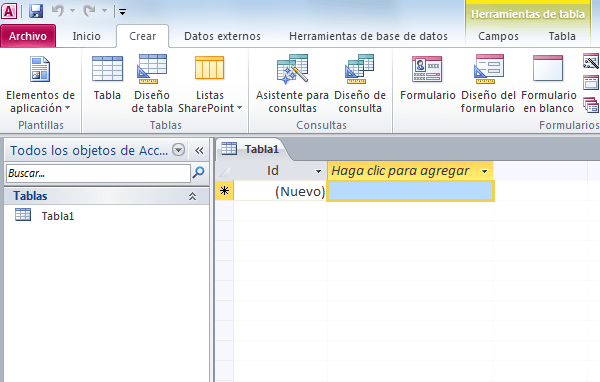 Herramientas de tabla
Archivo Inicio Crear Datos externos Herramientas de base de datos Campos Tabla
Elementos de aplicación
Tabla
Diseño de tabla
Listas SharePoint
Asistente para consultas
Diseño de consulta
Formulario
Diseño del formulario
Formulario en blanco
Plantillas Tablas Consultas Formularios
Todos los objetos de Acc...
Buscar...
Tablas
Tabla1
Tabla1
Id Haga clic para agregar
(Nuevo)